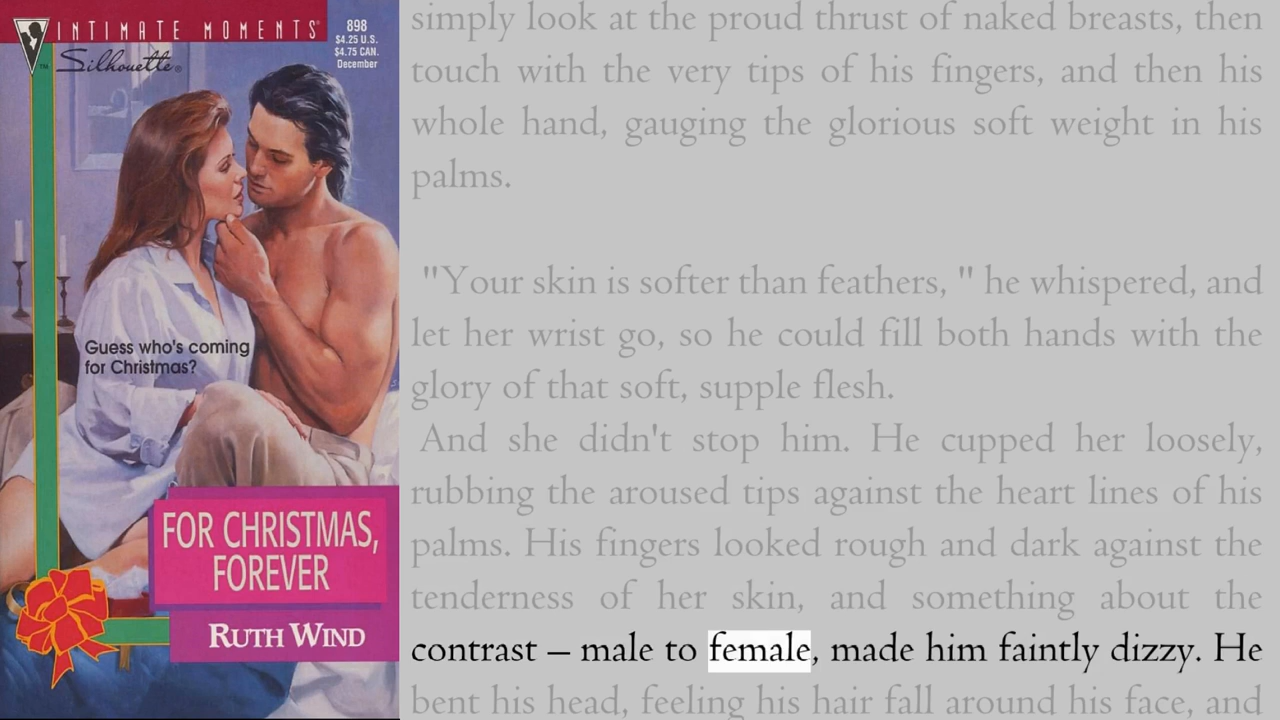 INTIMATE MOMENTS®
898
$4.25 U.S.
$4.75 CAN.
December
™ Silhouette®
Guess who's coming
for Christmas?
FOR CHRISTMAS,
FOREVER
RUTH WIND
simply look at the proud thrust of naked breasts, then
touch with the very tips of his fingers, and then his
whole hand, gauging the glorious soft weight in his
palms.
"Your skin is softer than feathers, " he whispered, and
let her wrist go, so he could fill both hands with the
glory of that soft, supple flesh.
And she didn't stop him. He cupped her loosely,
rubbing the aroused tips against the heart lines of his
palms. His fingers looked rough and dark against the
tenderness of her skin, and something about the
contrast – male to female, made him faintly dizzy. He
bent his head, feeling his hair fall around his face, and